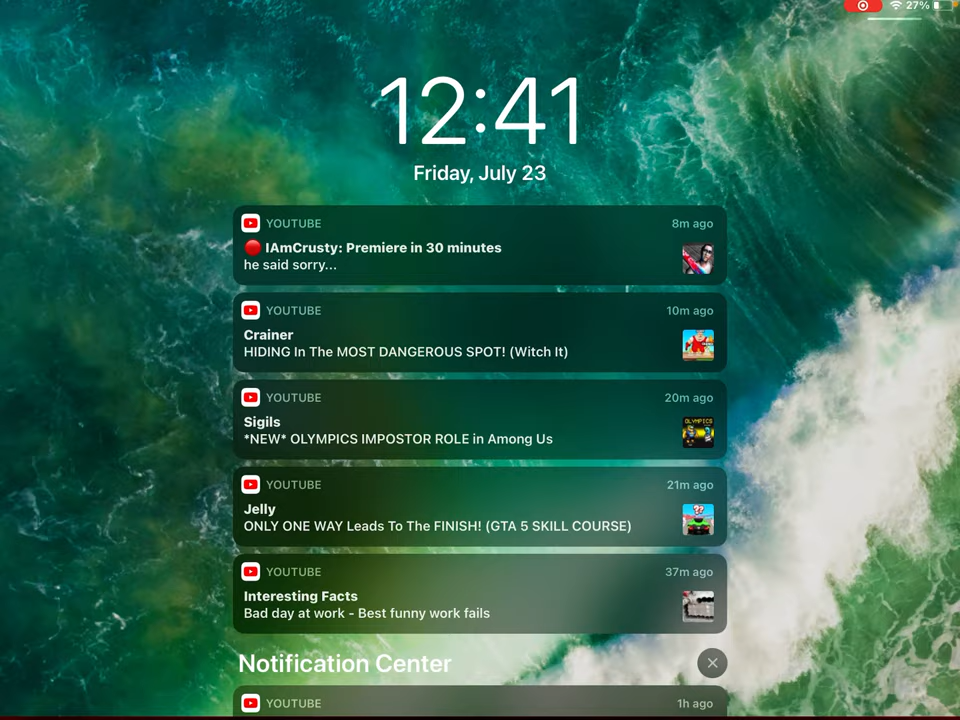 27%
12:41
Friday, July 23
YOUTUBE 8m ago
🔴 IAmCrusty: Premiere in 30 minutes
he said sorry...
YOUTUBE 10m ago
Crainer
HIDING In The MOST DANGEROUS SPOT! (Witch It)
YOUTUBE 20m ago
Sigils
*NEW* OLYMPICS IMPOSTOR ROLE in Among Us
OLYMPICS
YOUTUBE 21m ago
Jelly
ONLY ONE WAY Leads To The FINISH! (GTA 5 SKILL COURSE)
??
YOUTUBE 37m ago
Interesting Facts
Bad day at work - Best funny work fails
Notification Center
YOUTUBE 1h ago